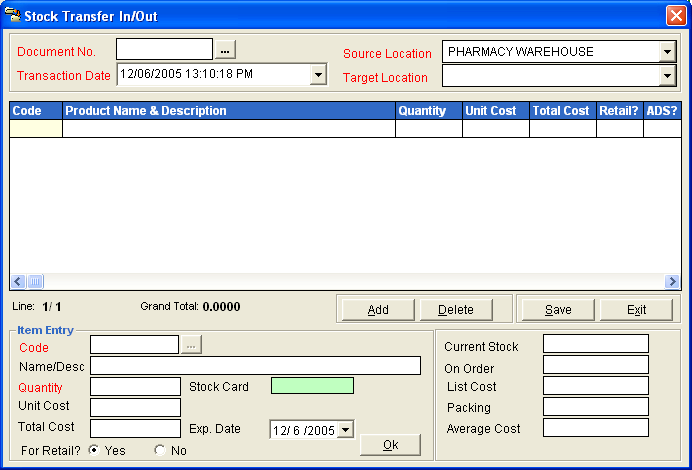 Stock Transfer In/Out
Document No. ...
Source Location PHARMACY WAREHOUSE
Transaction Date 12/06/2005 13:10:18 PM
Target Location
Code Product Name & Description Quantity Unit Cost Total Cost Retail? ADS?
Line: 1/ 1 Grand Total: 0.0000 Add Delete Save Exit
Item Entry
Code ...
Name/Desc
Quantity Stock Card
Unit Cost
Total Cost Exp. Date 12/ 6 /2005
For Retail? Yes No Ok
Current Stock
On Order
List Cost
Packing
Average Cost